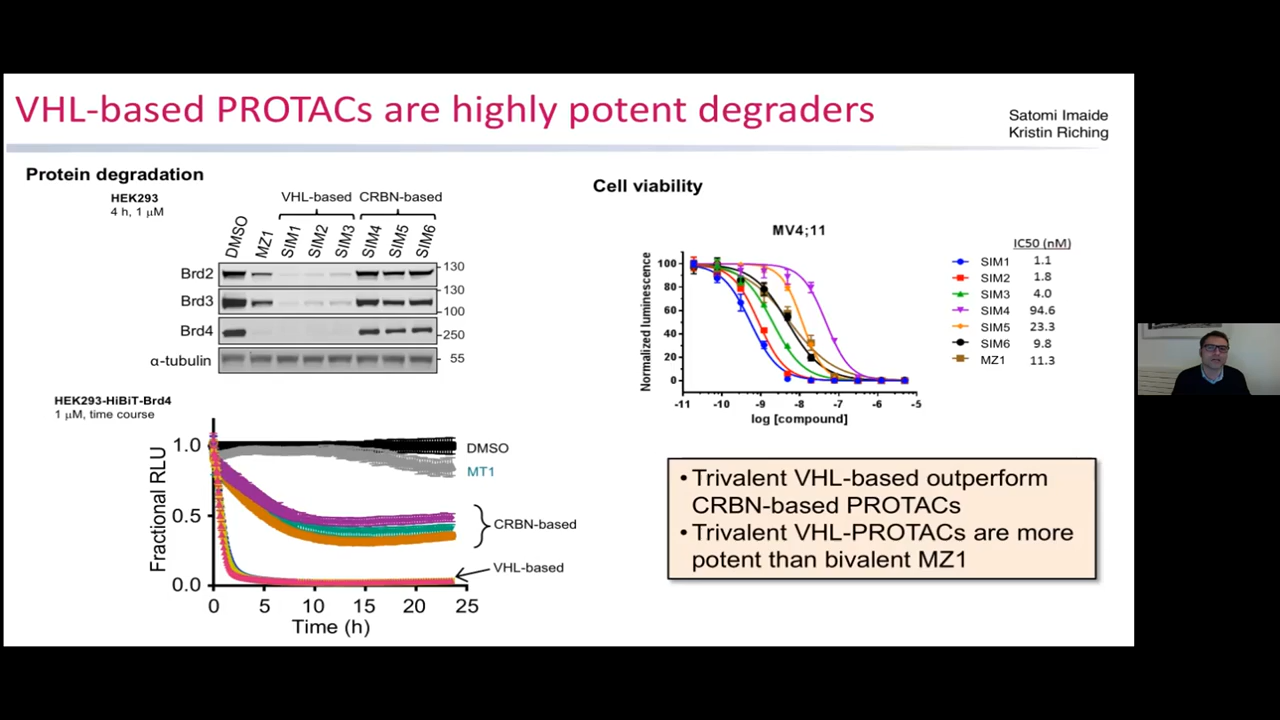 VHL-based PROTACs are highly potent degraders
Satomi Imaide
Kristin Riching
Protein degradation
HEK293
4 h, 1 μM
VHL-based
CRBN-based
DMSO
MZ1
SIM1
SIM2
SIM3
SIM4
SIM5
SIM6
Brd2
130
Brd3
130
100
Brd4
250
α-tubulin
55
HEK293-HiBiT-Brd4
1 μM, time course
Fractional RLU
1.0
0.5
0.0
0 5 10 15 20 25
Time (h)
DMSO
MT1
CRBN-based
VHL-based
Cell viability
MV4;11
Normalized luminescence
100
80
60
40
20
0
-11 -10 -9 -8 -7 -6 -5
log [compound]
IC50 (nM)
SIM1 1.1
SIM2 1.8
SIM3 4.0
SIM4 94.6
SIM5 23.3
SIM6 9.8
MZ1 11.3
• Trivalent VHL-based outperform
CRBN-based PROTACs
• Trivalent VHL-PROTACs are more
potent than bivalent MZ1